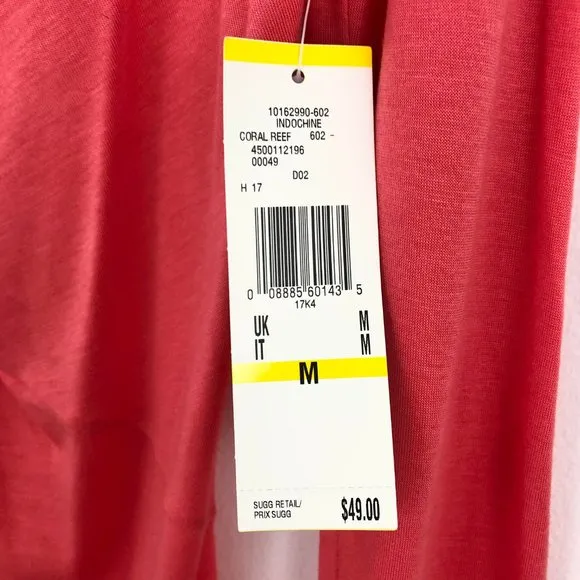 10162990-602
INDOCHINE
CORAL REEF 602 -
4500112196
00049
D02
H 17
0 08885 60143 5
17K4
UK M
IT M
M
SUGG RETAIL/
PRIX SUGG $49.00